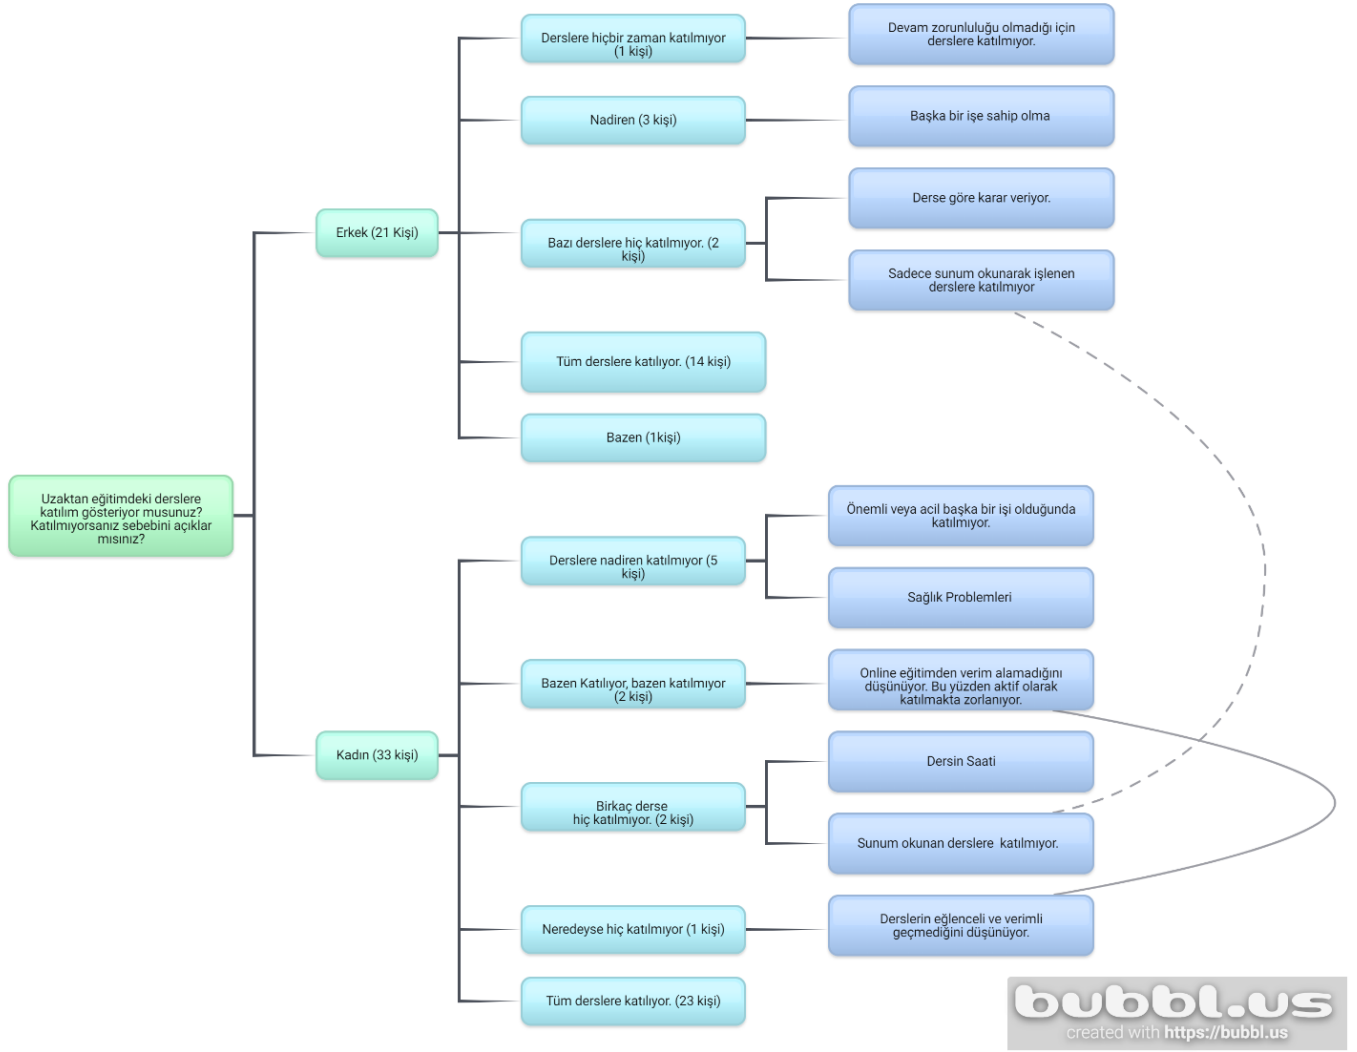 Uzaktan eğitimdeki derslere
katılım gösteriyor musunuz?
Katılmıyorsanız sebebini açıklar
mısınız?
Erkek (21 Kişi)
Derslere hiçbir zaman katılmıyor
(1 kişi)
Devam zorunluluğu olmadığı için
derslere katılmıyor.
Nadiren (3 kişi)
Başka bir işe sahip olma
Bazı derslere hiç katılmıyor. (2
kişi)
Derse göre karar veriyor.
Sadece sunum okunarak işlenen
derslere katılmıyor
Tüm derslere katılıyor. (14 kişi)
Bazen (1kişi)
Kadın (33 kişi)
Derslere nadiren katılmıyor (5
kişi)
Önemli veya acil başka bir işi olduğunda
katılmıyor.
Sağlık Problemleri
Bazen Katılıyor, bazen katılmıyor
(2 kişi)
Online eğitimden verim alamadığını
düşünüyor. Bu yüzden aktif olarak
katılmakta zorlanıyor.
Birkaç derse
hiç katılmıyor. (2 kişi)
Dersin Saati
Sunum okunan derslere  katılmıyor.
Neredeyse hiç katılmıyor (1 kişi)
Derslerin eğlenceli ve verimli
geçmediğini düşünüyor.
Tüm derslere katılıyor. (23 kişi)
bubbl.us
created with https://bubbl.us